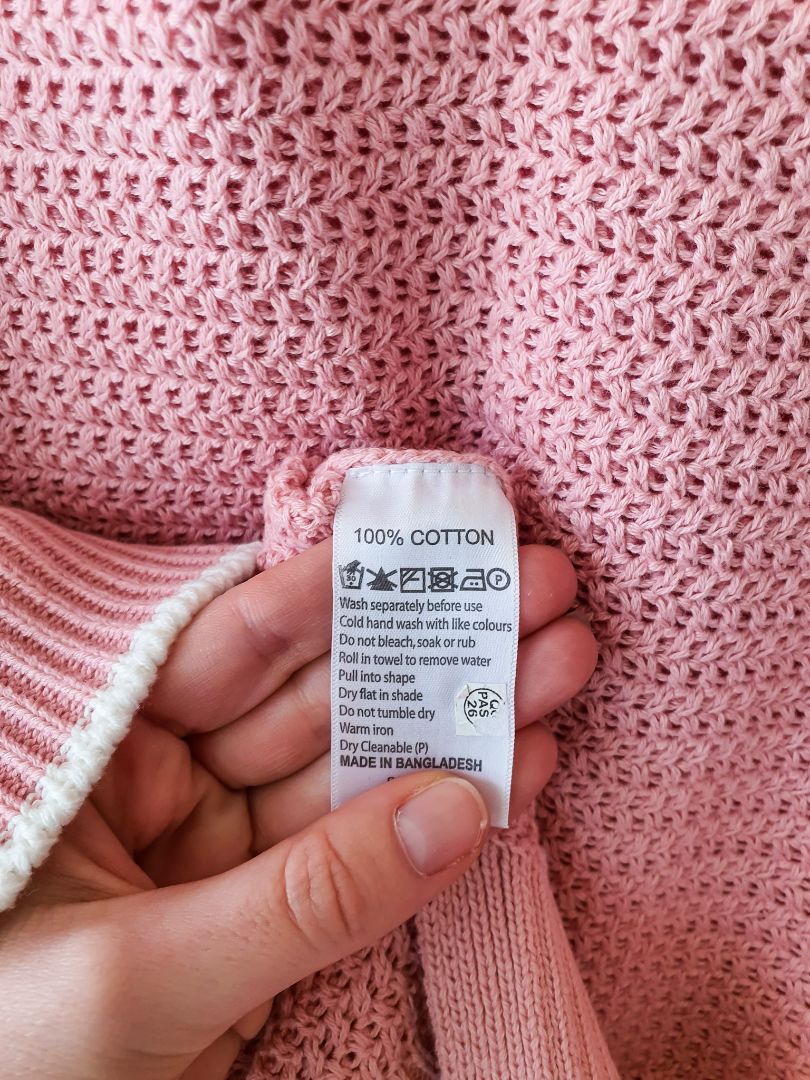 100% COTTON
30
P
Wash separately before use
Cold hand wash with like colours
Do not bleach, soak or rub
Roll in towel to remove water
Pull into shape
Dry flat in shade
Do not tumble dry
Warm iron
Dry Cleanable (P)
MADE IN BANGLADESH
PAS
26